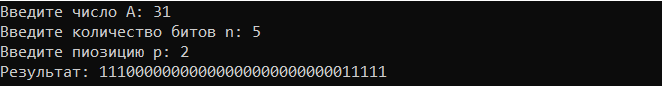 Введите число A: 31
Введите количество битов n: 5
Введите пиозицию p: 2
Результат: 11100000000000000000000000011111